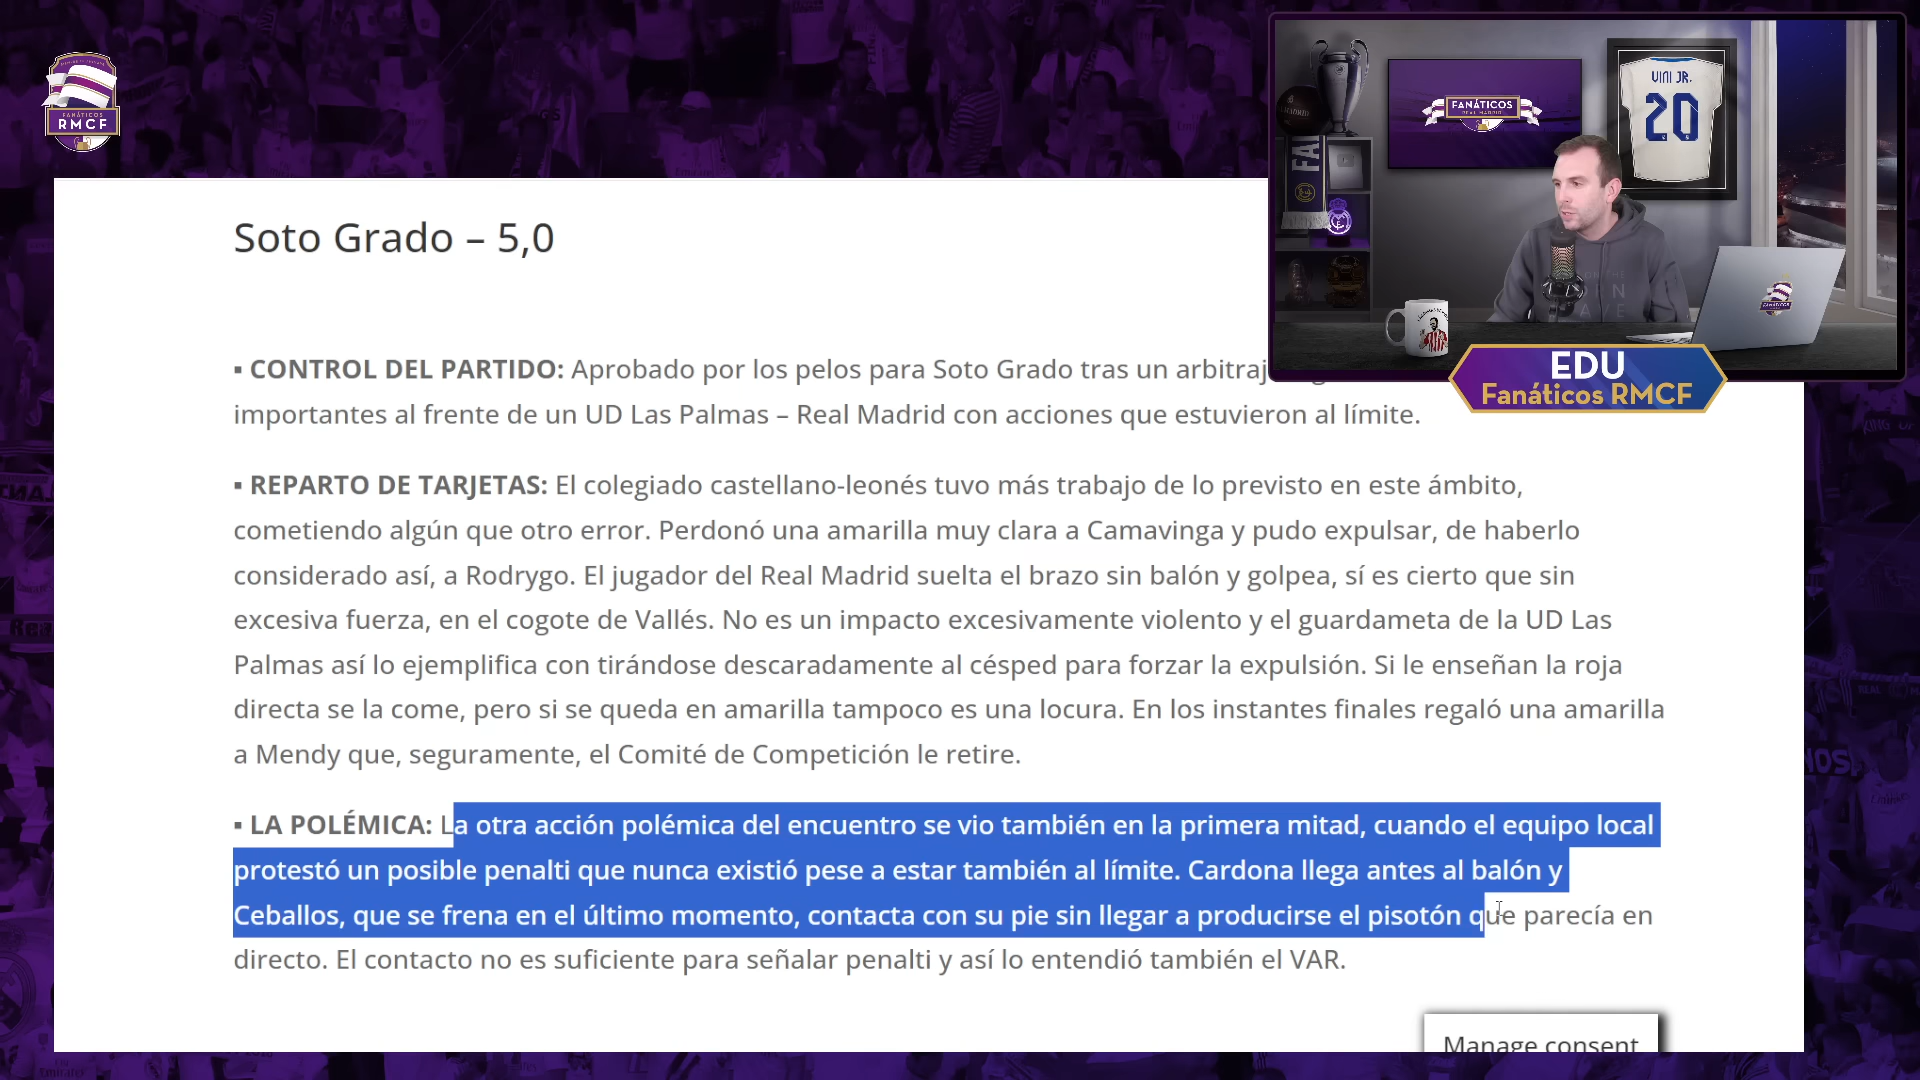 FANÁTICOS
RMCF
Soto Grado – 5,0
▪ CONTROL DEL PARTIDO: Aprobado por los pelos para Soto Grado tras un
importantes al frente de un UD Las Palmas – Real Madrid con acciones que estuvieron al límite.
▪ REPARTO DE TARJETAS: El colegiado castellano-leonés tuvo más trabajo de lo previsto en este ámbito,
cometiendo algún que otro error. Perdonó una amarilla muy clara a Camavinga y pudo expulsar, de haberlo
considerado así, a Rodrygo. El jugador del Real Madrid suelta el brazo sin balón y golpea, sí es cierto que sin
excesiva fuerza, en el cogote de Vallés. No es un impacto excesivamente violento y el guardameta de la UD Las
Palmas así lo ejemplifica con tirándose descaradamente al césped para forzar la expulsión. Si le enseñan la roja
directa se la come, pero si se queda en amarilla tampoco es una locura. En los instantes finales regaló una amarilla
a Mendy que, seguramente, el Comité de Competición le retire.
▪ LA POLÉMICA: La otra acción polémica del encuentro se vio también en la primera mitad, cuando el equipo local
protestó un posible penalti que nunca existió pese a estar también al límite. Cardona llega antes al balón y
Ceballos, que se frena en el último momento, contacta con su pie sin llegar a producirse el pisotón que parecía en
directo. El contacto no es suficiente para señalar penalti y así lo entendió también el VAR.
Manage consent
FANÁTICOS
REAL MADRID
VINI JR.
20
EDU
Fanáticos RMCF